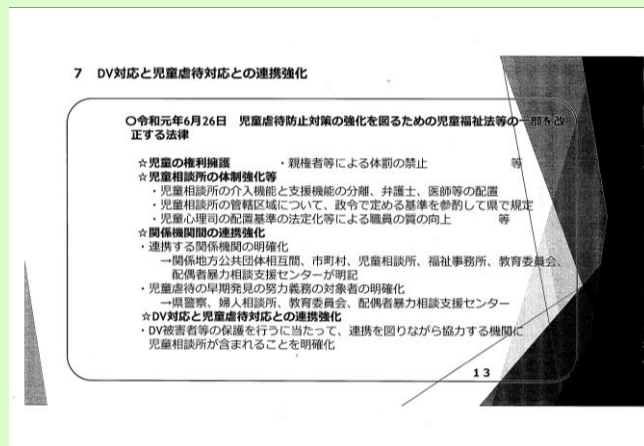 7 DV対応と児童虐待対応との連携強化
〇令和元年6月26日 児童虐待防止対策の強化を図るための児童福祉法等の一部を改
正する法律
☆児童の権利擁護 ・親権者等による体罰の禁止 等
☆児童相談所の体制強化等
・児童相談所の介入機能と支援機能の分離、弁護士、医師等の配置
・児童相談所の管轄区域について、政令で定める基準を参酌して県で規定
・児童心理司の配置基準の法定化等による職員の質の向上 等
☆関係機関間の連携強化
・連携する関係機関の明確化
→関係地方公共団体相互間、市町村、児童相談所、福祉事務所、教育委員会、
配偶者暴力相談支援センターが明記
・児童虐待の早期発見の努力義務の対象者の明確化
→県警察、婦人相談所、教育委員会、配偶者暴力相談支援センター
☆DV対応と児童虐待対応との連携強化
・DV被害者等の保護を行うに当たって、連携を図りながら協力する機関に
児童相談所が含まれることを明確化
13